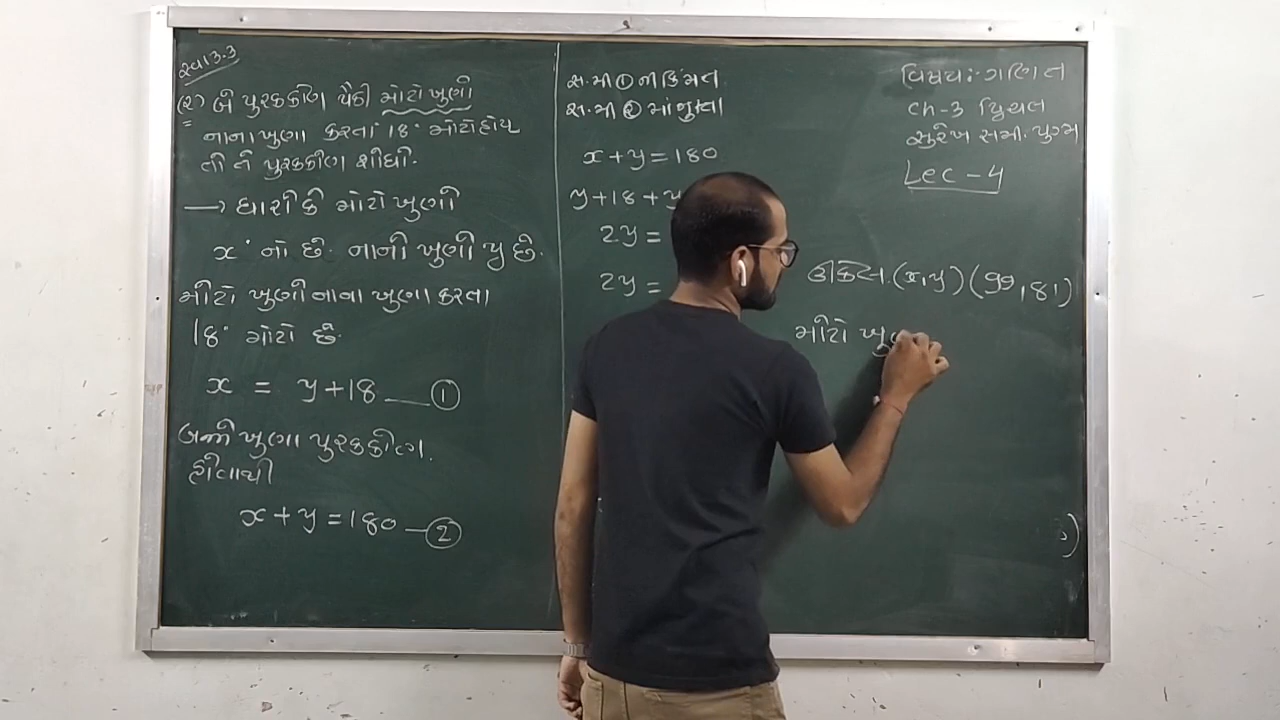 સ્વા 3.3
(૨) બે પુરકકોણ પૈકી મોટો ખુણો
નાના ખુણા કરતાં 18° મોટો હોય
તો તે પુરકકોણ શોધો.
→ ધારો કે મોટો ખુણો
x° નો છે. નાનો ખુણો y છે.
મોટો ખુણો નાના ખુણા કરતા
18° મોટો છે.
x = y+18 ___ ①
બન્ને ખુણા પુરકકોણ
હોવાથી
x + y = 180 — ②
સ.મી ① ની કિંમત
સ.મી ② માં મુકતા
x + y = 180
y + 18 + y
2y =
2y =
વિષય: ગણિત
ch-3 દ્વિચલ
સુરેખ સમી. યુગ્મ
Lec - 4
ઉકેલ (x,y) (99,81)
મોટો ખુ